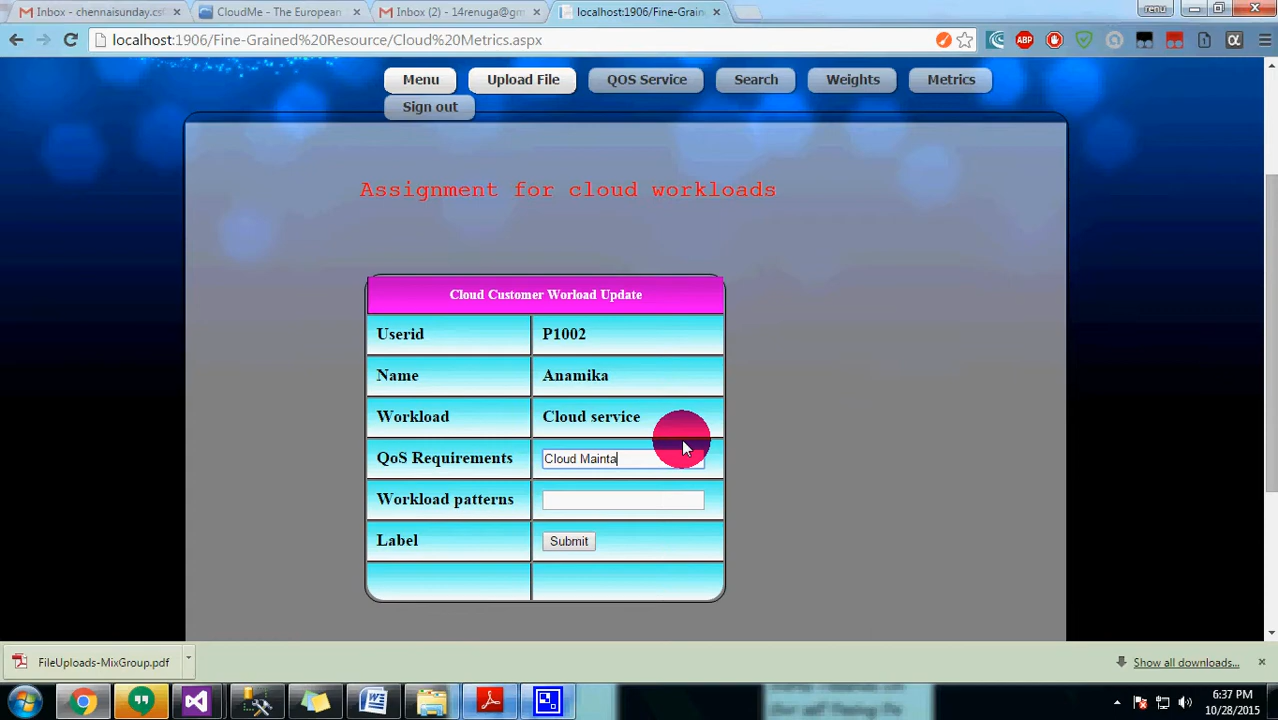 Inbox - chennaisunday.cs
CloudMe - The European
Inbox (2) - 14renuga@gm
localhost:1906/Fine-Grain
renu
localhost:1906/Fine-Grained%20Resource/Cloud%20Metrics.aspx
ABP
Menu
Upload File
QOS Service
Search
Weights
Metrics
Sign out
Assignment for cloud workloads
Cloud Customer Worload Update
Userid P1002
Name Anamika
Workload Cloud service
QoS Requirements Cloud Mainta
Workload patterns
Label Submit
FileUploads-MixGroup.pdf
Show all downloads...
6:37 PM
10/28/2015